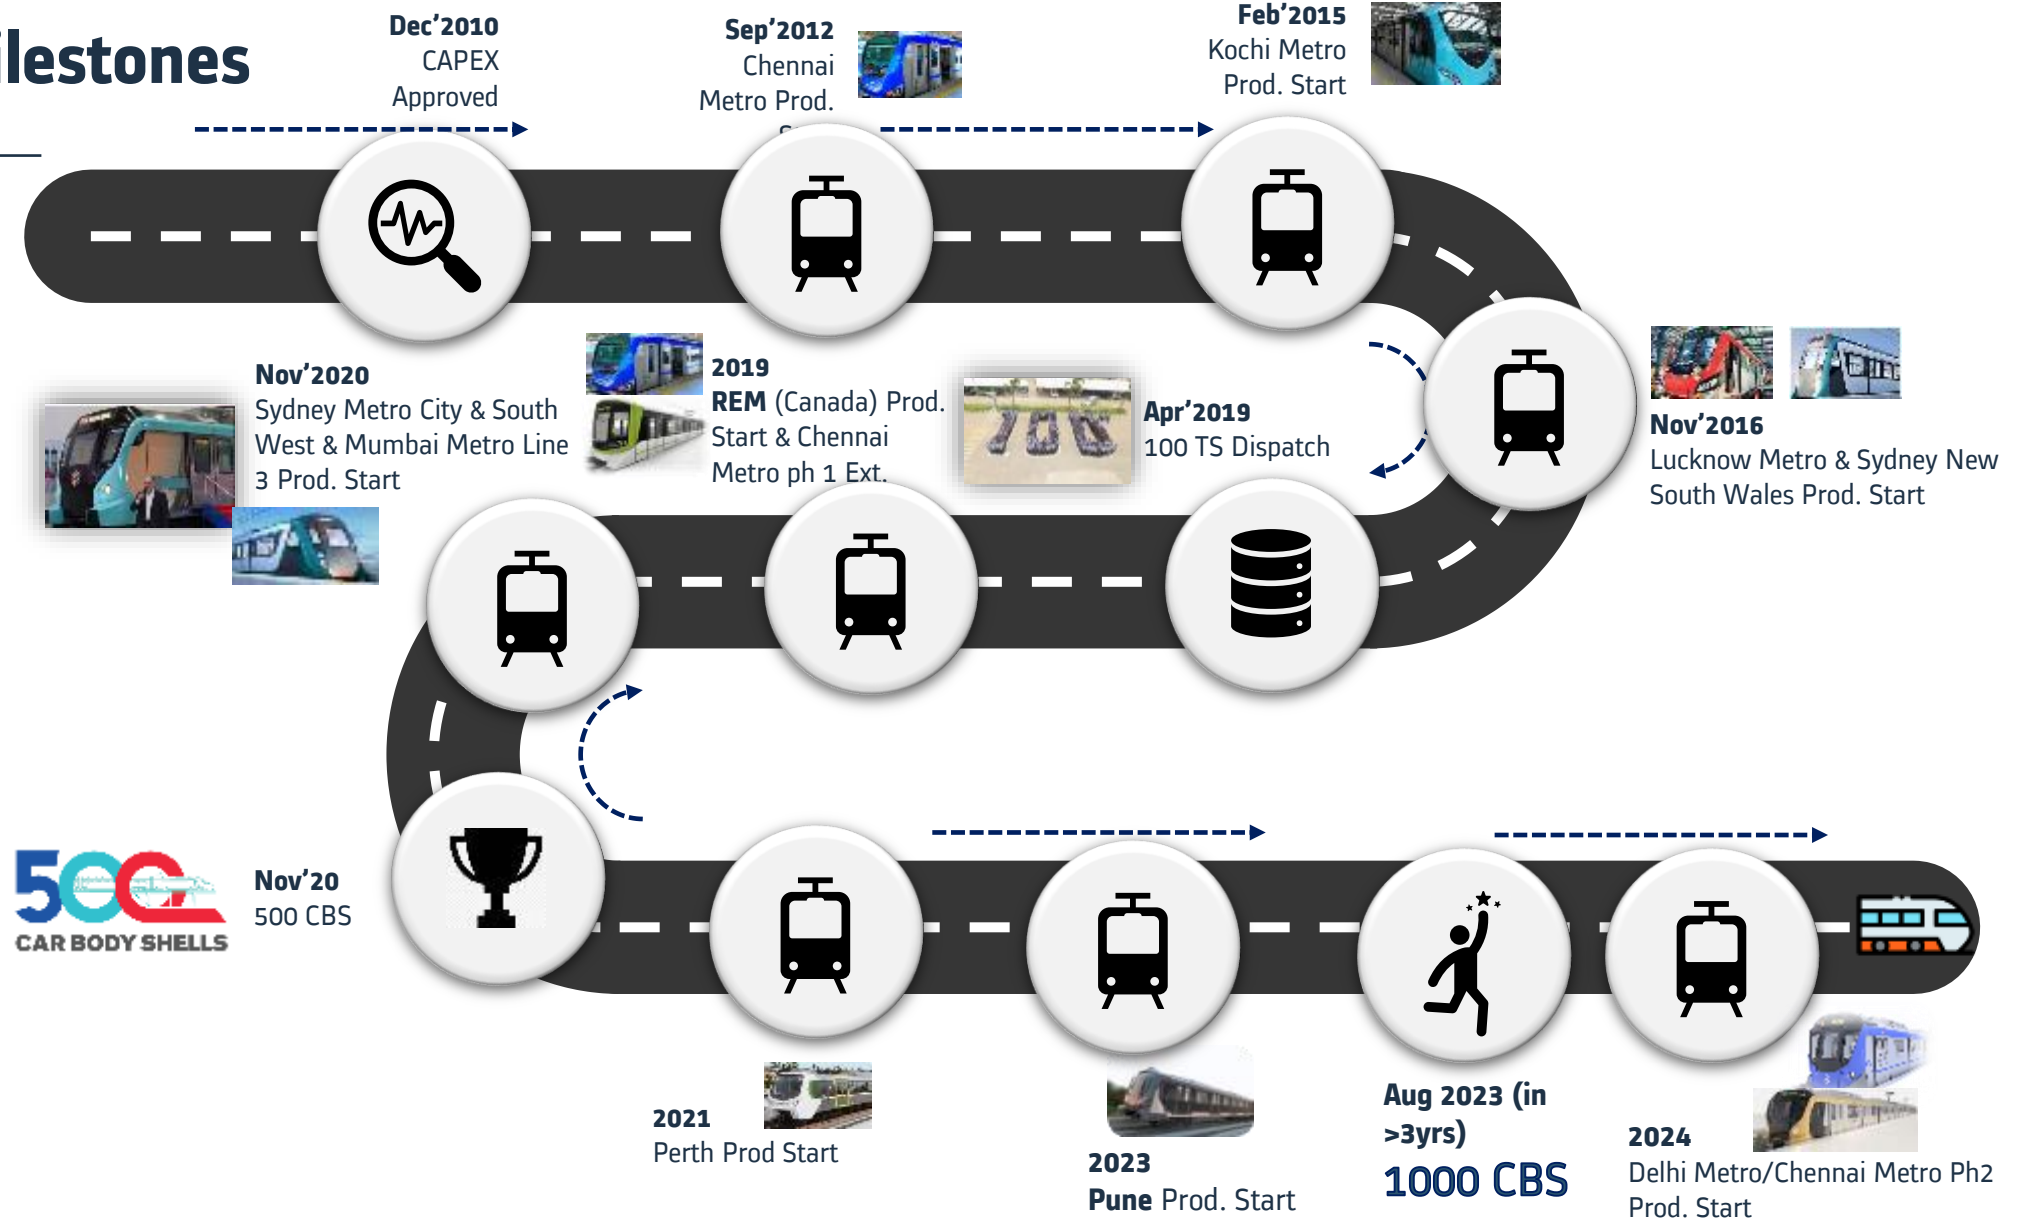 ilestones
Dec’2010
CAPEX
Approved
Sep’2012
Chennai
Metro Prod.
Feb’2015
Kochi Metro
Prod. Start
Nov’2016
Lucknow Metro & Sydney New
South Wales Prod. Start
Apr’2019
100 TS Dispatch
100
2019
REM (Canada) Prod.
Start & Chennai
Metro ph 1 Ext.
Nov’2020
Sydney Metro City & South
West & Mumbai Metro Line
3 Prod. Start
500
CAR BODY SHELLS
Nov’20
500 CBS
2021
Perth Prod Start
2023
Pune Prod. Start
Aug 2023 (in
>3yrs)
1000 CBS
2024
Delhi Metro/Chennai Metro Ph2
Prod. Start